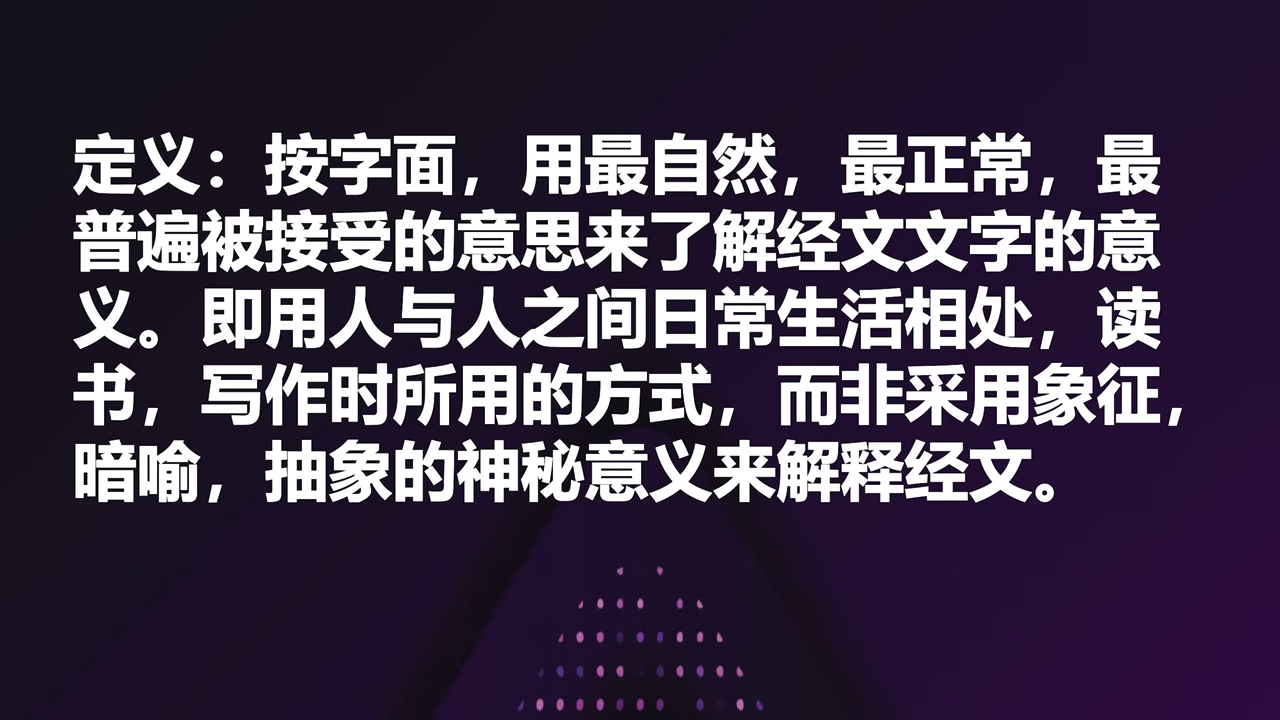 定义：按字面，用最自然，最正常，最
普遍被接受的意思来了解经文文字的意
义。即用人与人之间日常生活相处，读
书，写作时所用的方式，而非采用象征，
暗喻，抽象的神秘意义来解释经文。